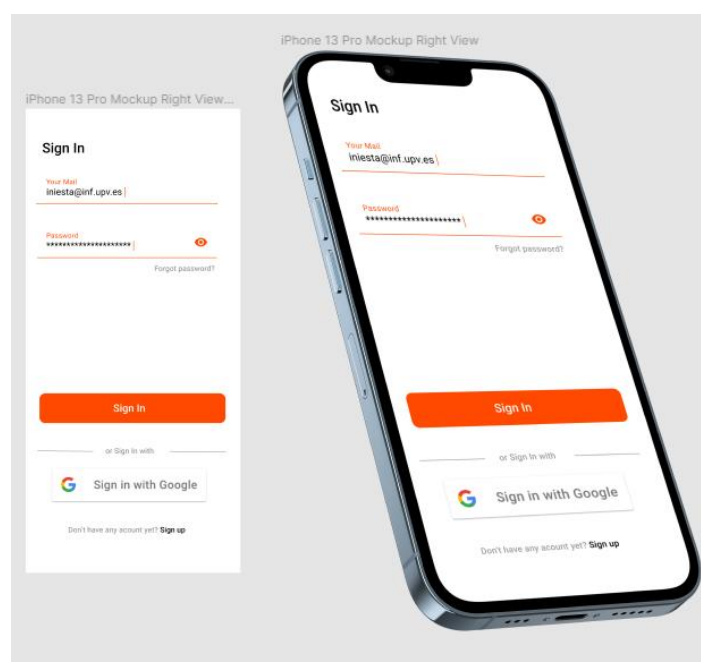 iPhone 13 Pro Mockup Right View...
Sign In
Your Mail
iniesta@inf.upv.es
Password
*********************
Forgot password?
Sign In
or Sign In with
Sign in with Google
Don't have any acount yet? Sign up
iPhone 13 Pro Mockup Right View
Sign In
Your Mail
iniesta@inf.upv.es
Password
*********************
Forgot password?
Sign In
or Sign In with
Sign in with Google
Don't have any acount yet? Sign up